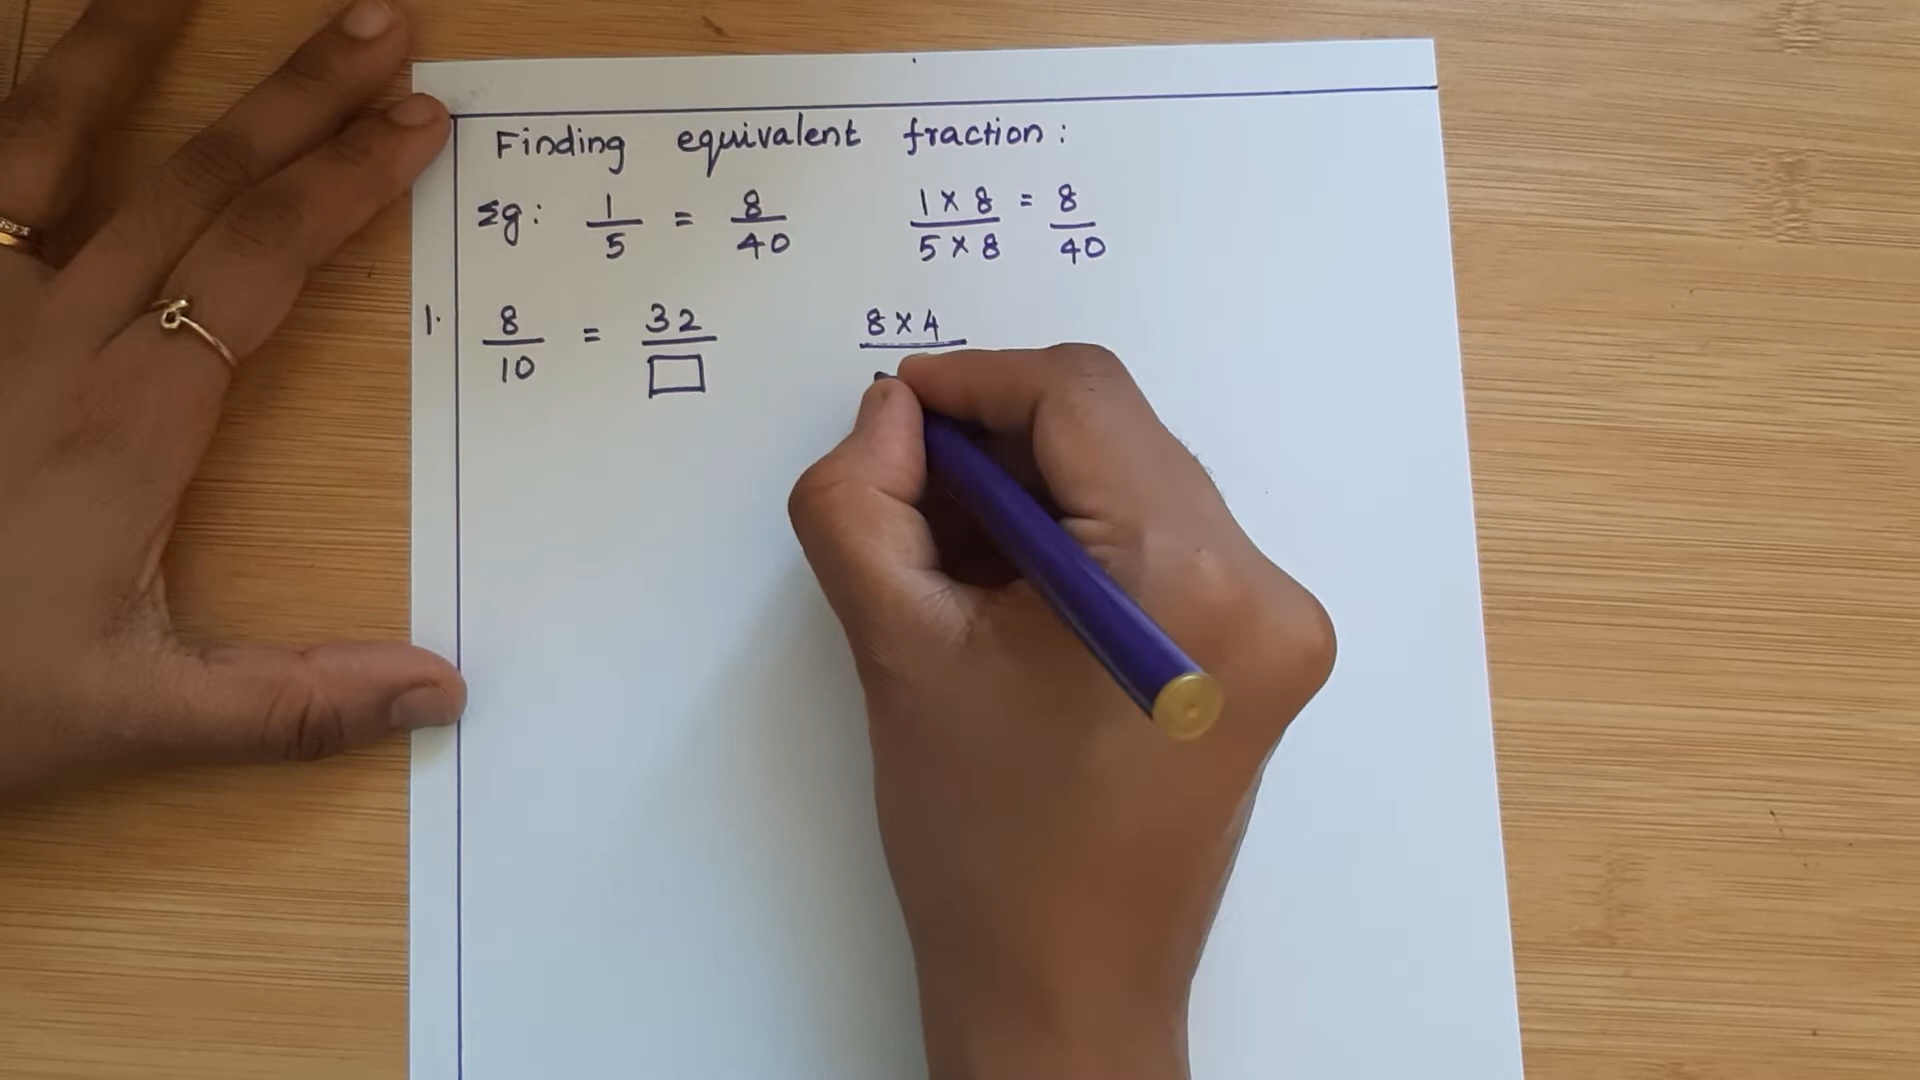 Finding equivalent fraction:
Eg: 1/5 = 8/40 1 × 8 / 5 × 8 = 8/40
1. 8/10 = 32/□ 8 × 4